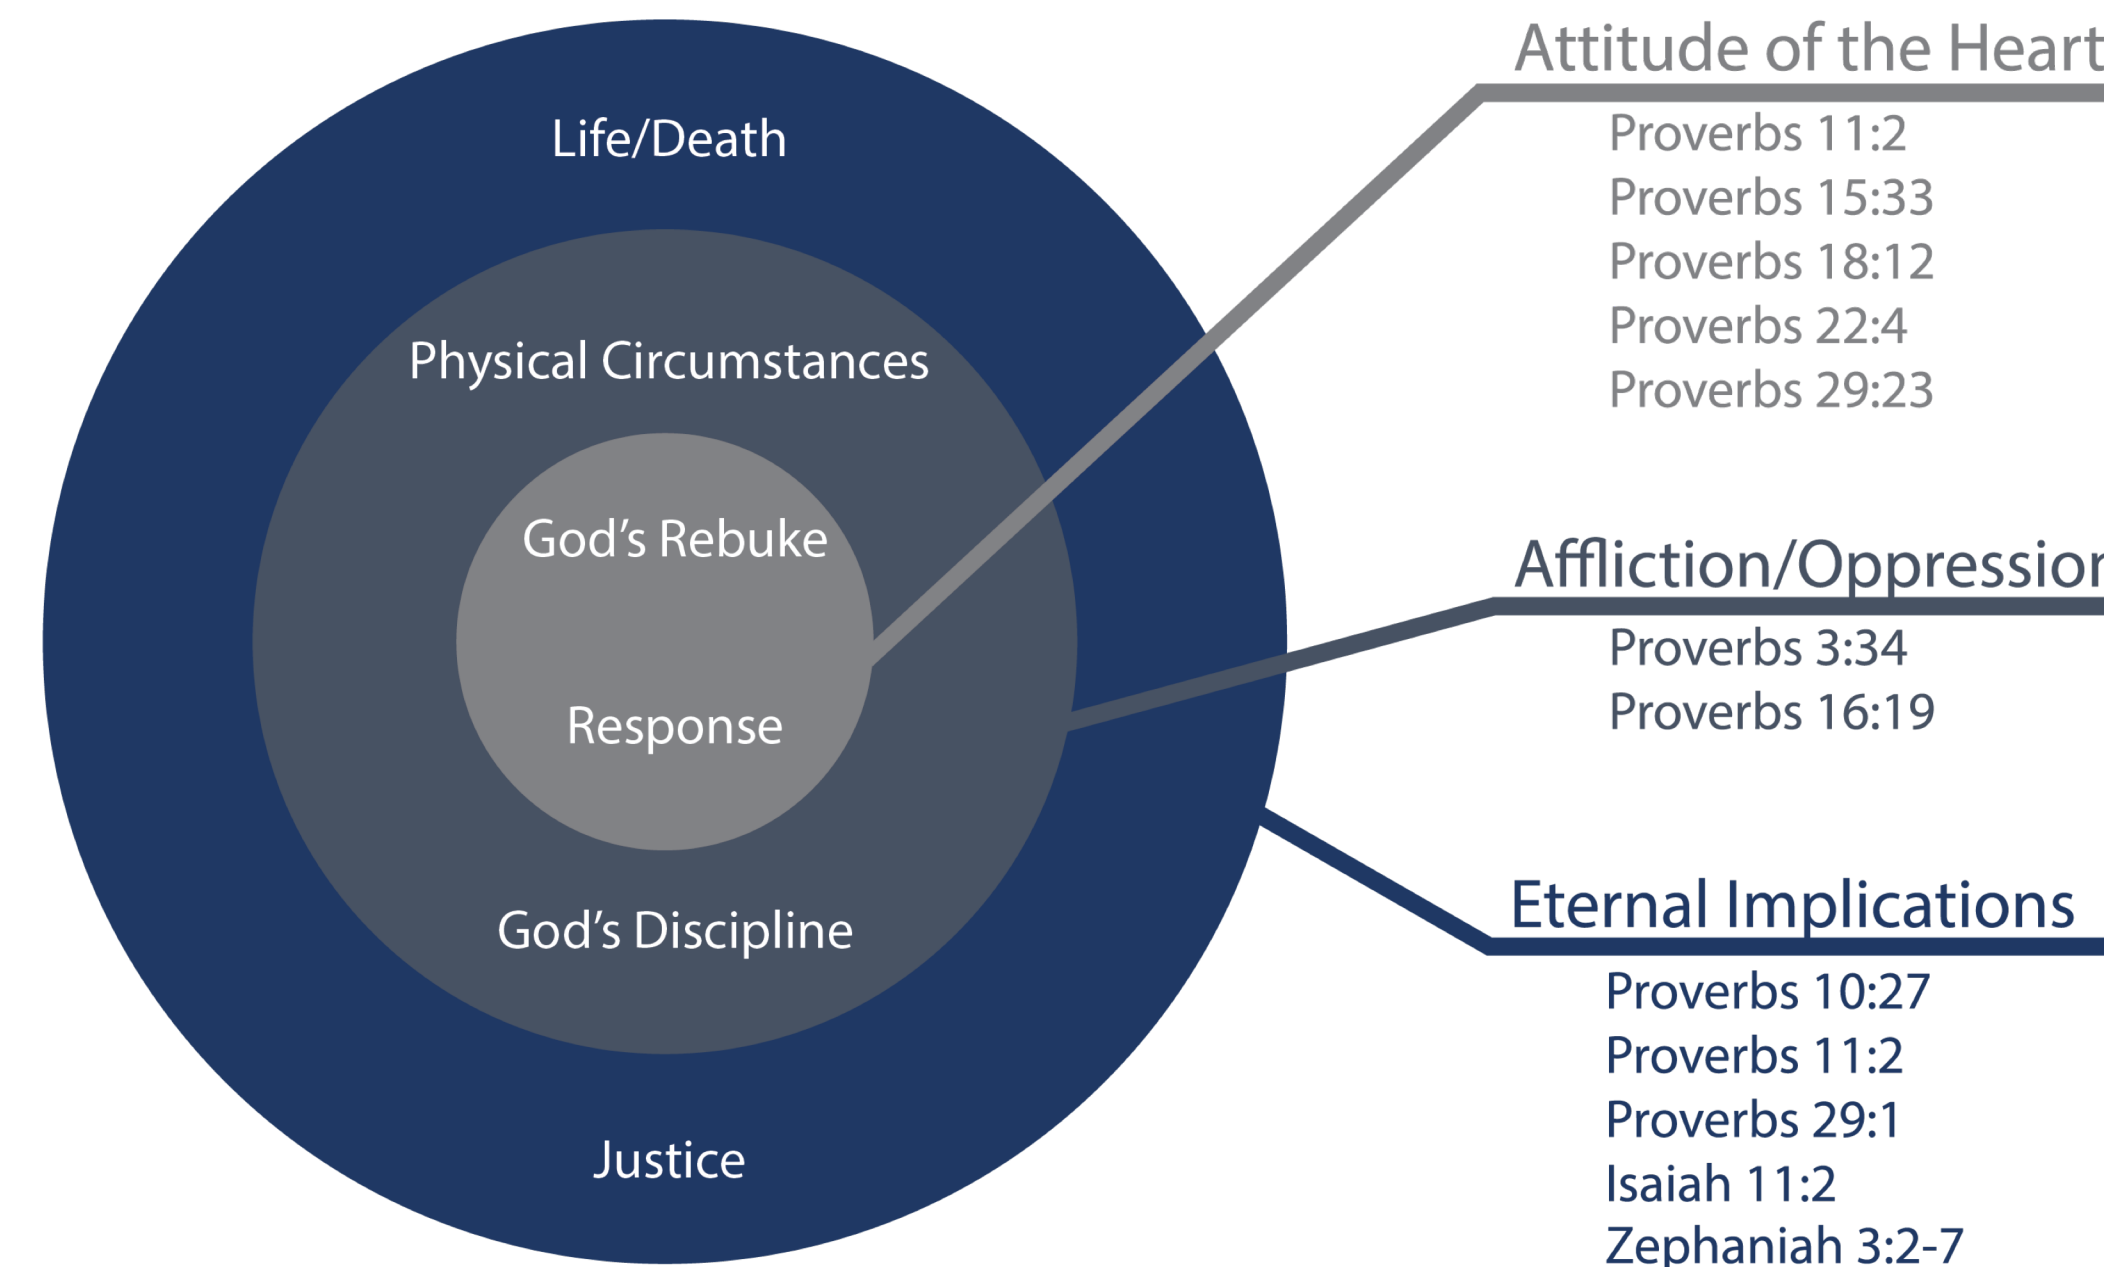 Life/Death
Physical Circumstances
God's Rebuke
Response
God's Discipline
Justice
Attitude of the Heart
Proverbs 11:2
Proverbs 15:33
Proverbs 18:12
Proverbs 22:4
Proverbs 29:23
Affliction/Oppression
Proverbs 3:34
Proverbs 16:19
Eternal Implications
Proverbs 10:27
Proverbs 11:2
Proverbs 29:1
Isaiah 11:2
Zephaniah 3:2-7